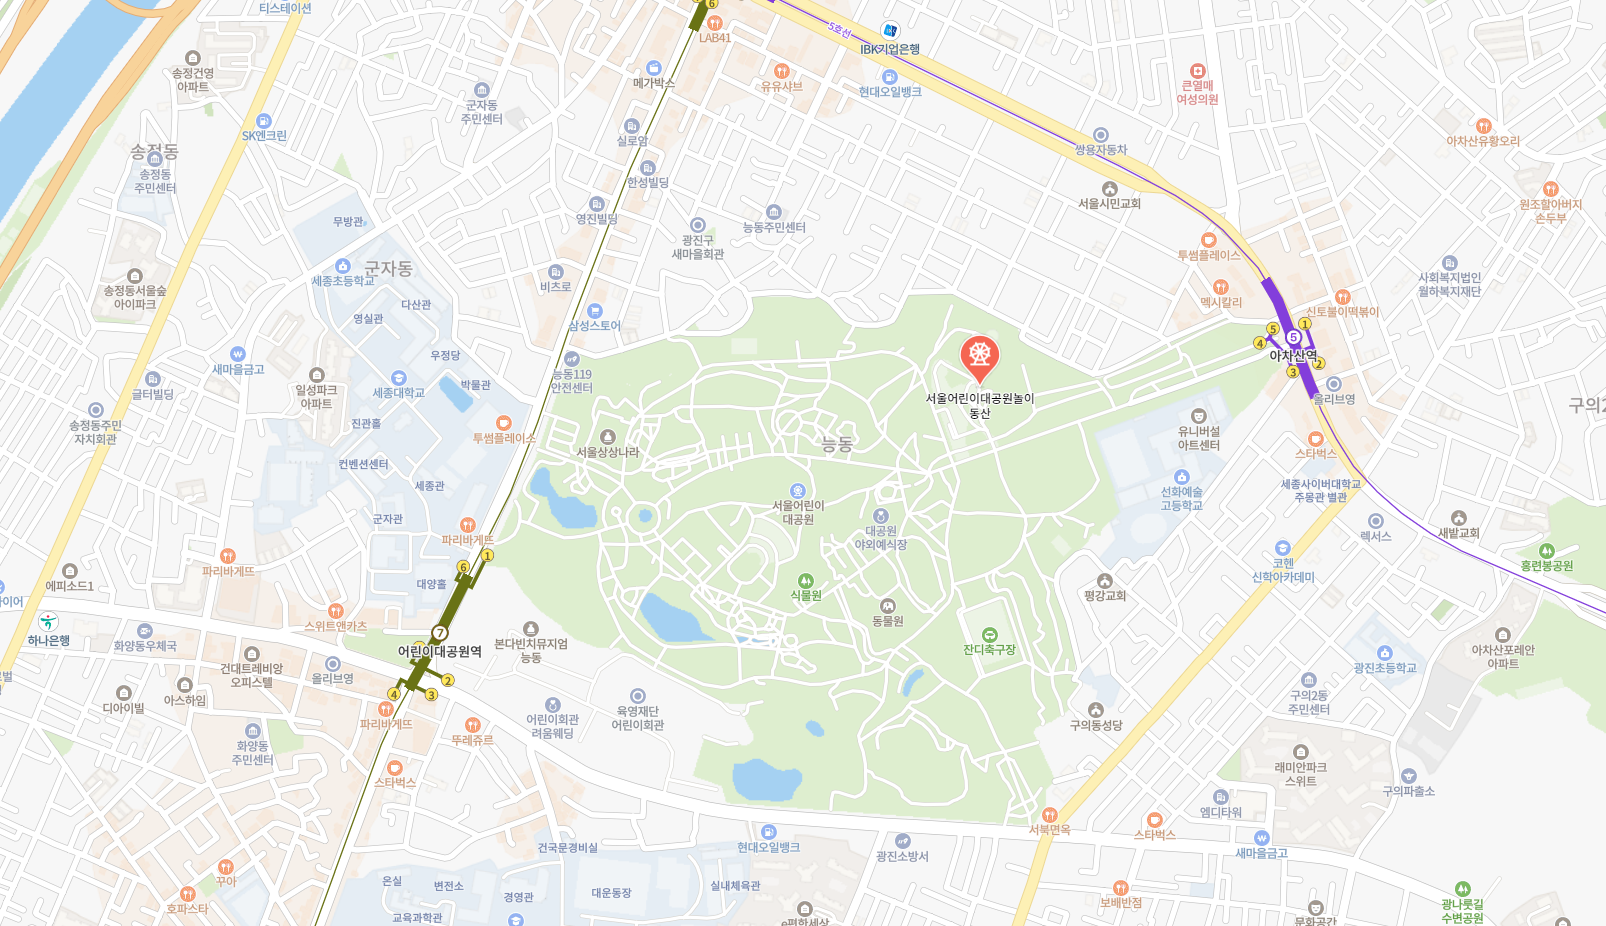 티스테이션
6
LAB41
5호선
IBK기업은행
송정건영
아파트
메가박스
유유샤브
현대오일뱅크
큰열매
여성의원
군자동
주민센터
SK엔크린
실로암
쌍용자동차
아차산유황오리
송정동
송정동
주민센터
한성빌딩
서울시민교회
원조할아버지
손두부
영진빌딩
무방관
광진구
새마을회관
능동주민센터
투썸플레이스
군자동
세종초등학교
비츠로
사회복지법인
월하복지재단
송정동서울숲
아이파크
다산관
영실관
삼성스토어
멕시칼리
신토불이떡볶이
5
1
4
5
2
3
아차산역
우정당
새마을금고
능동119
안전센터
글터빌딩
일성파크
아파트
세종대학교
박물관
서울어린이대공원놀이
동산
올리브영
송정동주민
자치회관
진관홀
투썸플레이스
서울상상나라
능동
유니버설
아트센터
스타벅스
컨벤션센터
세종관
서울어린이
대공원
선화예술
고등학교
세종사이버대학교
주몽관 별관
군자관
파리바게뜨
대공원
야외예식장
렉서스
새밭교회
파리바게뜨
6
1
코헨
신학아카데미
홍련봉공원
에피소드1
대양홀
식물원
평강교회
스위트앤카츠
동물원
하나은행
화양동우체국
7
어린이대공원역
본다빈치뮤지엄
능동
잔디축구장
광진초등학교
아차산포레안
아파트
건대트레비앙
오피스텔
올리브영
2
4
3
디아이빌
아스하임
파리바게뜨
어린이회관
려움웨딩
육영재단
어린이회관
구의동성당
구의2동
주민센터
화양동
주민센터
뚜레쥬르
스타벅스
래미안파크
스위트
구의파출소
엠디타워
서북면옥
스타벅스
새마을금고
현대오일뱅크
광진소방서
건국문경비실
꾸아
온실
변전소
경영관
대운동장
실내체육관
호파스타
교육과학관
보배반점
광나룻길
수변공원
문화공간